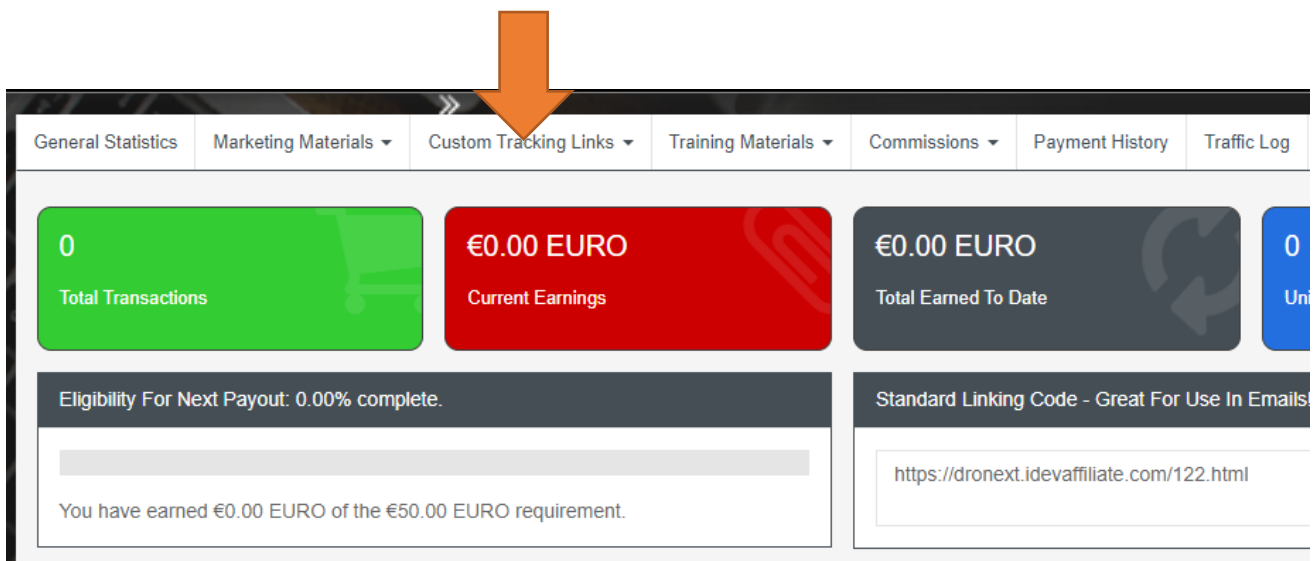 General Statistics Marketing Materials Custom Tracking Links Training Materials Commissions Payment History Traffic Log
0
Total Transactions
€0.00 EURO
Current Earnings
€0.00 EURO
Total Earned To Date
0
Uni
Eligibility For Next Payout: 0.00% complete.
You have earned €0.00 EURO of the €50.00 EURO requirement.
Standard Linking Code - Great For Use In Emails!
https://dronext.idevaffiliate.com/122.html